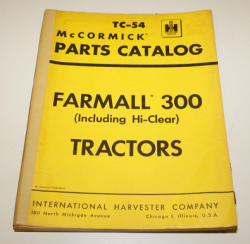 TC-54
McCORMICK®
PARTS CATALOG
IH
FARMALL® 300
(Including Hi-Clear)
TRACTORS
INTERNATIONAL HARVESTER COMPANY
180 North Michigan Avenue Chicago 1, Illinois, U.S.A.